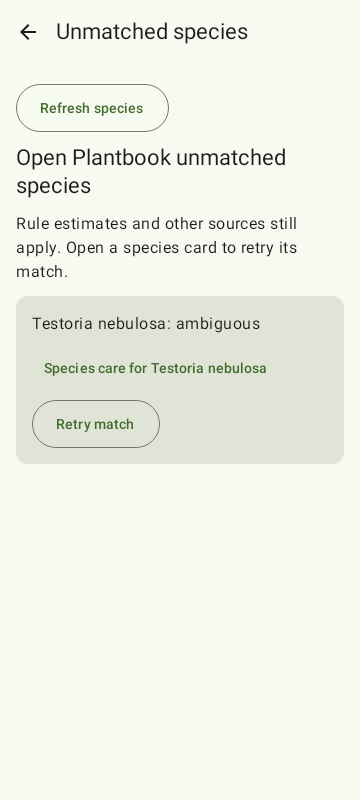 Unmatched species
Refresh species
Open Plantbook unmatched
species
Rule estimates and other sources still
apply. Open a species card to retry its
match.
Testoria nebulosa: ambiguous
Species care for Testoria nebulosa
Retry match